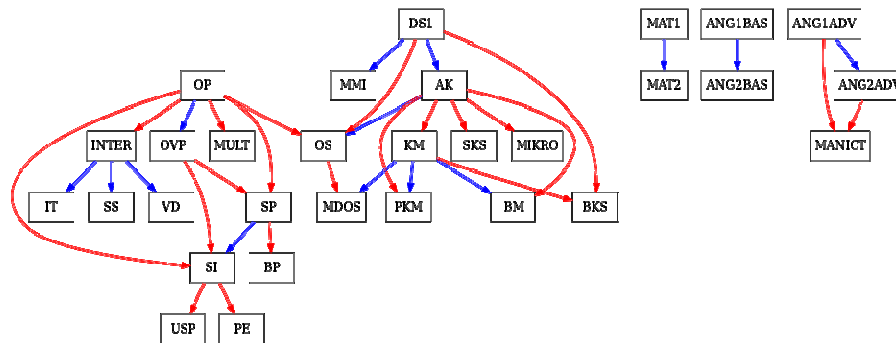 DS1 MAT1 ANG1BAS ANG1ADV
OP MMI AK MAT2 ANG2BAS ANG2ADV
INTER OVP MULT OS KM SKS MIKRO MANICT
IT SS VD SP MDOS PKM BM BKS
SI BP
USP PE